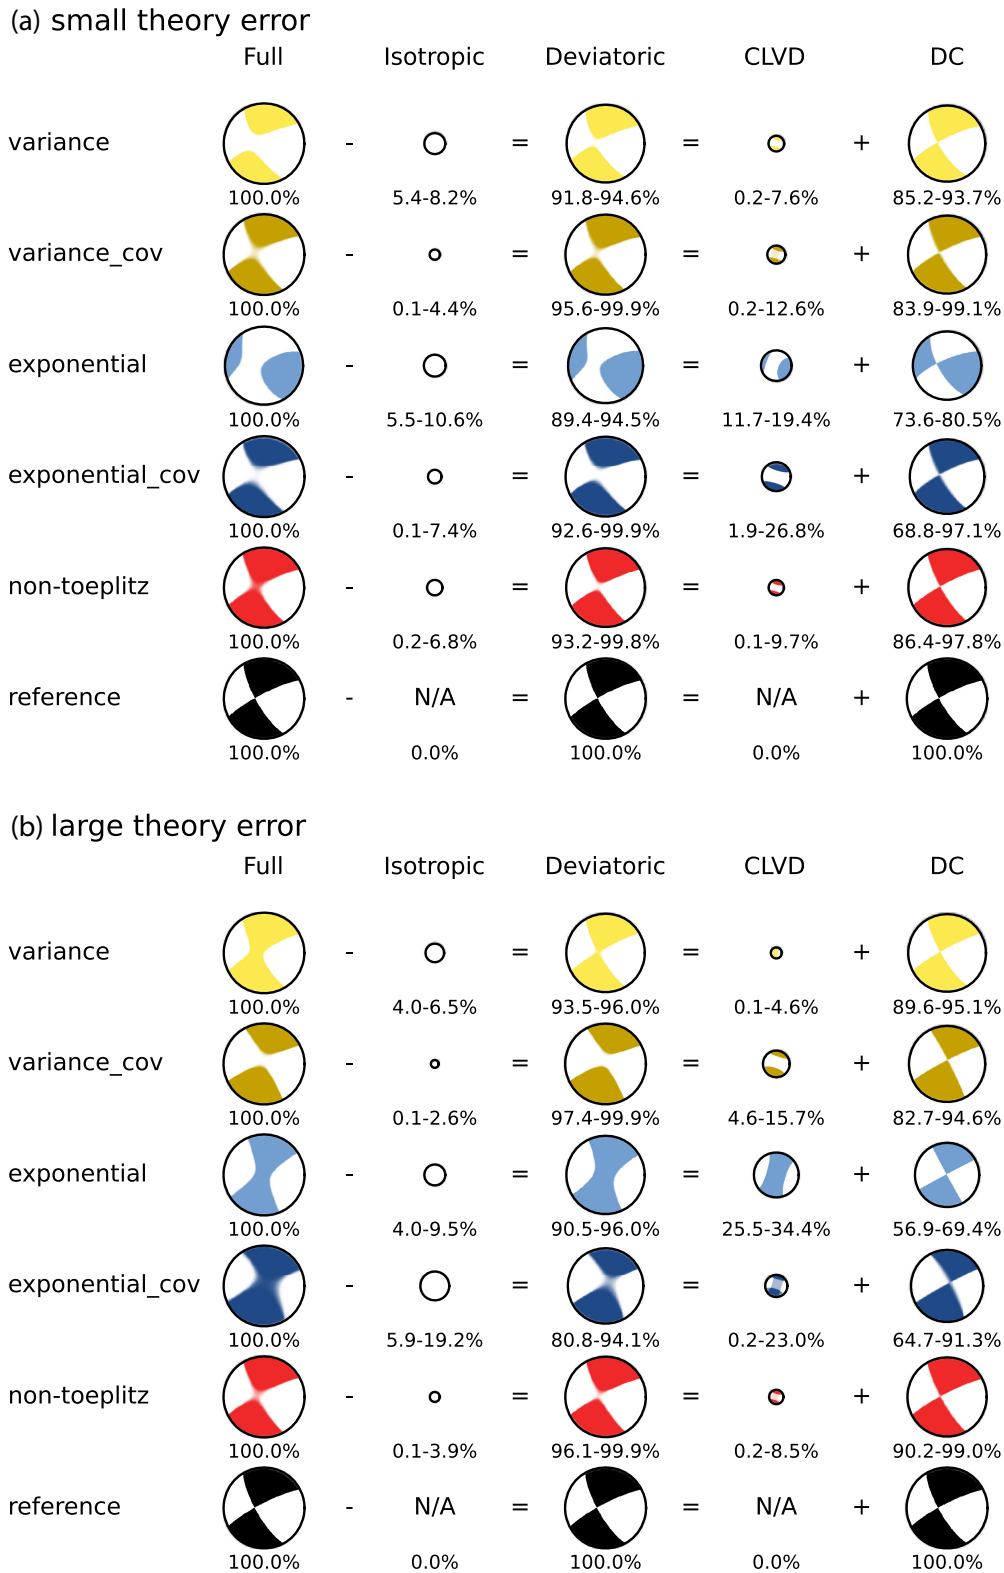 (a) small theory error
Full Isotropic Deviatoric CLVD DC
variance - = = +
100.0% 5.4-8.2% 91.8-94.6% 0.2-7.6% 85.2-93.7%
variance_cov - = = +
100.0% 0.1-4.4% 95.6-99.9% 0.2-12.6% 83.9-99.1%
exponential - = = +
100.0% 5.5-10.6% 89.4-94.5% 11.7-19.4% 73.6-80.5%
exponential_cov - = = +
100.0% 0.1-7.4% 92.6-99.9% 1.9-26.8% 68.8-97.1%
non-toeplitz - = = +
100.0% 0.2-6.8% 93.2-99.8% 0.1-9.7% 86.4-97.8%
reference - N/A = = N/A +
100.0% 0.0% 100.0% 0.0% 100.0%
(b) large theory error
Full Isotropic Deviatoric CLVD DC
variance - = = +
100.0% 4.0-6.5% 93.5-96.0% 0.1-4.6% 89.6-95.1%
variance_cov - = = +
100.0% 0.1-2.6% 97.4-99.9% 4.6-15.7% 82.7-94.6%
exponential - = = +
100.0% 4.0-9.5% 90.5-96.0% 25.5-34.4% 56.9-69.4%
exponential_cov - = = +
100.0% 5.9-19.2% 80.8-94.1% 0.2-23.0% 64.7-91.3%
non-toeplitz - = = +
100.0% 0.1-3.9% 96.1-99.9% 0.2-8.5% 90.2-99.0%
reference - N/A = = N/A +
100.0% 0.0% 100.0% 0.0% 100.0%